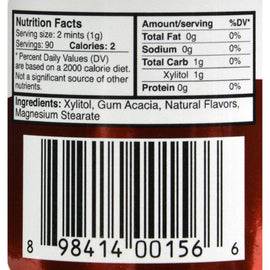 Nutrition Facts
Serving size: 2 mints (1g)
Servings: 90 Calories: 2
* Percent Daily Values (DV)
are based on a 2000 calorie diet.
Not a significant source of other
nutrients.
Amount/serving %DV*
Total Fat 0g 0%
Sodium 0g 0%
Total Carb 1g 0%
Xylitol 1g
Protein 0g 0%
Ingredients: Xylitol, Gum Acacia, Natural Flavors,
Magnesium Stearate
8 98414 00156 6